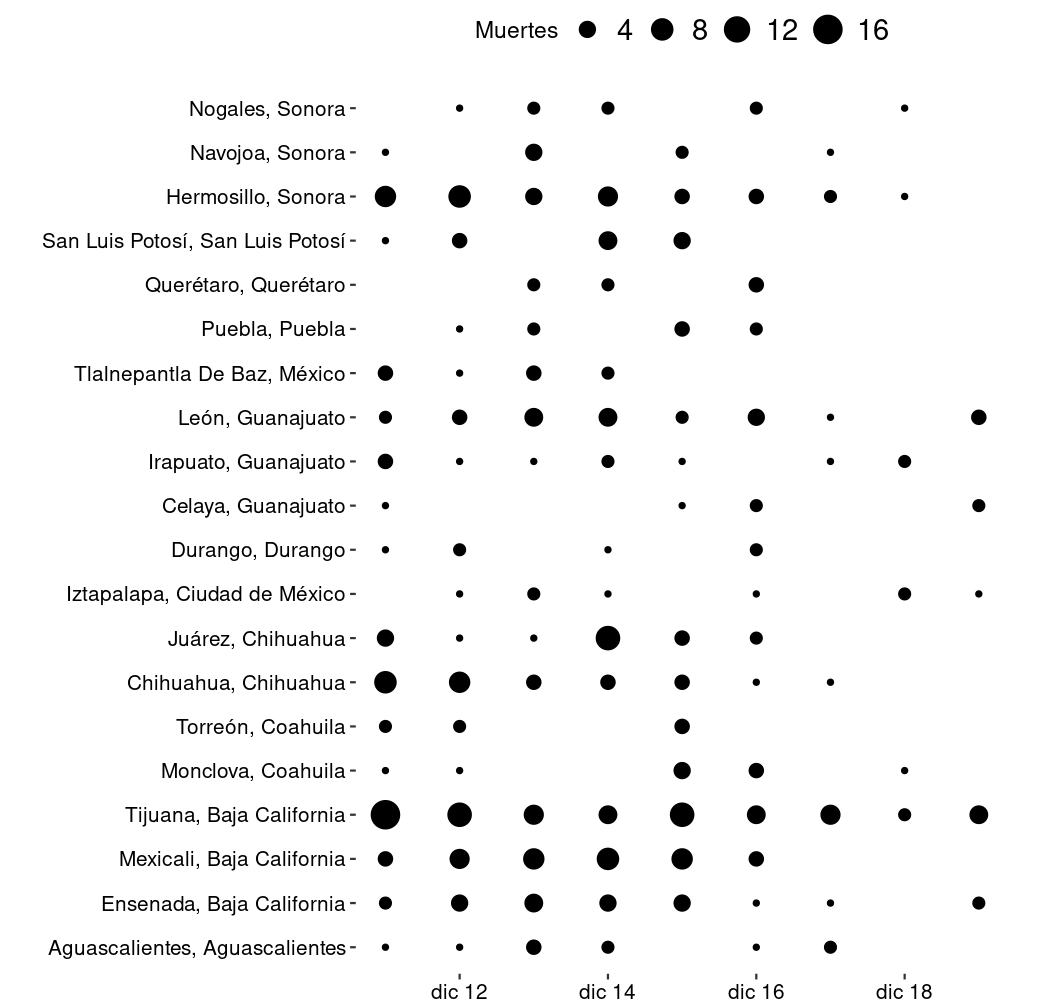 Muertes 4 8 12 16
Nogales, Sonora
Navojoa, Sonora
Hermosillo, Sonora
San Luis Potosí, San Luis Potosí
Querétaro, Querétaro
Puebla, Puebla
Tlalnepantla De Baz, México
León, Guanajuato
Irapuato, Guanajuato
Celaya, Guanajuato
Durango, Durango
Iztapalapa, Ciudad de México
Juárez, Chihuahua
Chihuahua, Chihuahua
Torreón, Coahuila
Monclova, Coahuila
Tijuana, Baja California
Mexicali, Baja California
Ensenada, Baja California
Aguascalientes, Aguascalientes
dic 12 dic 14 dic 16 dic 18